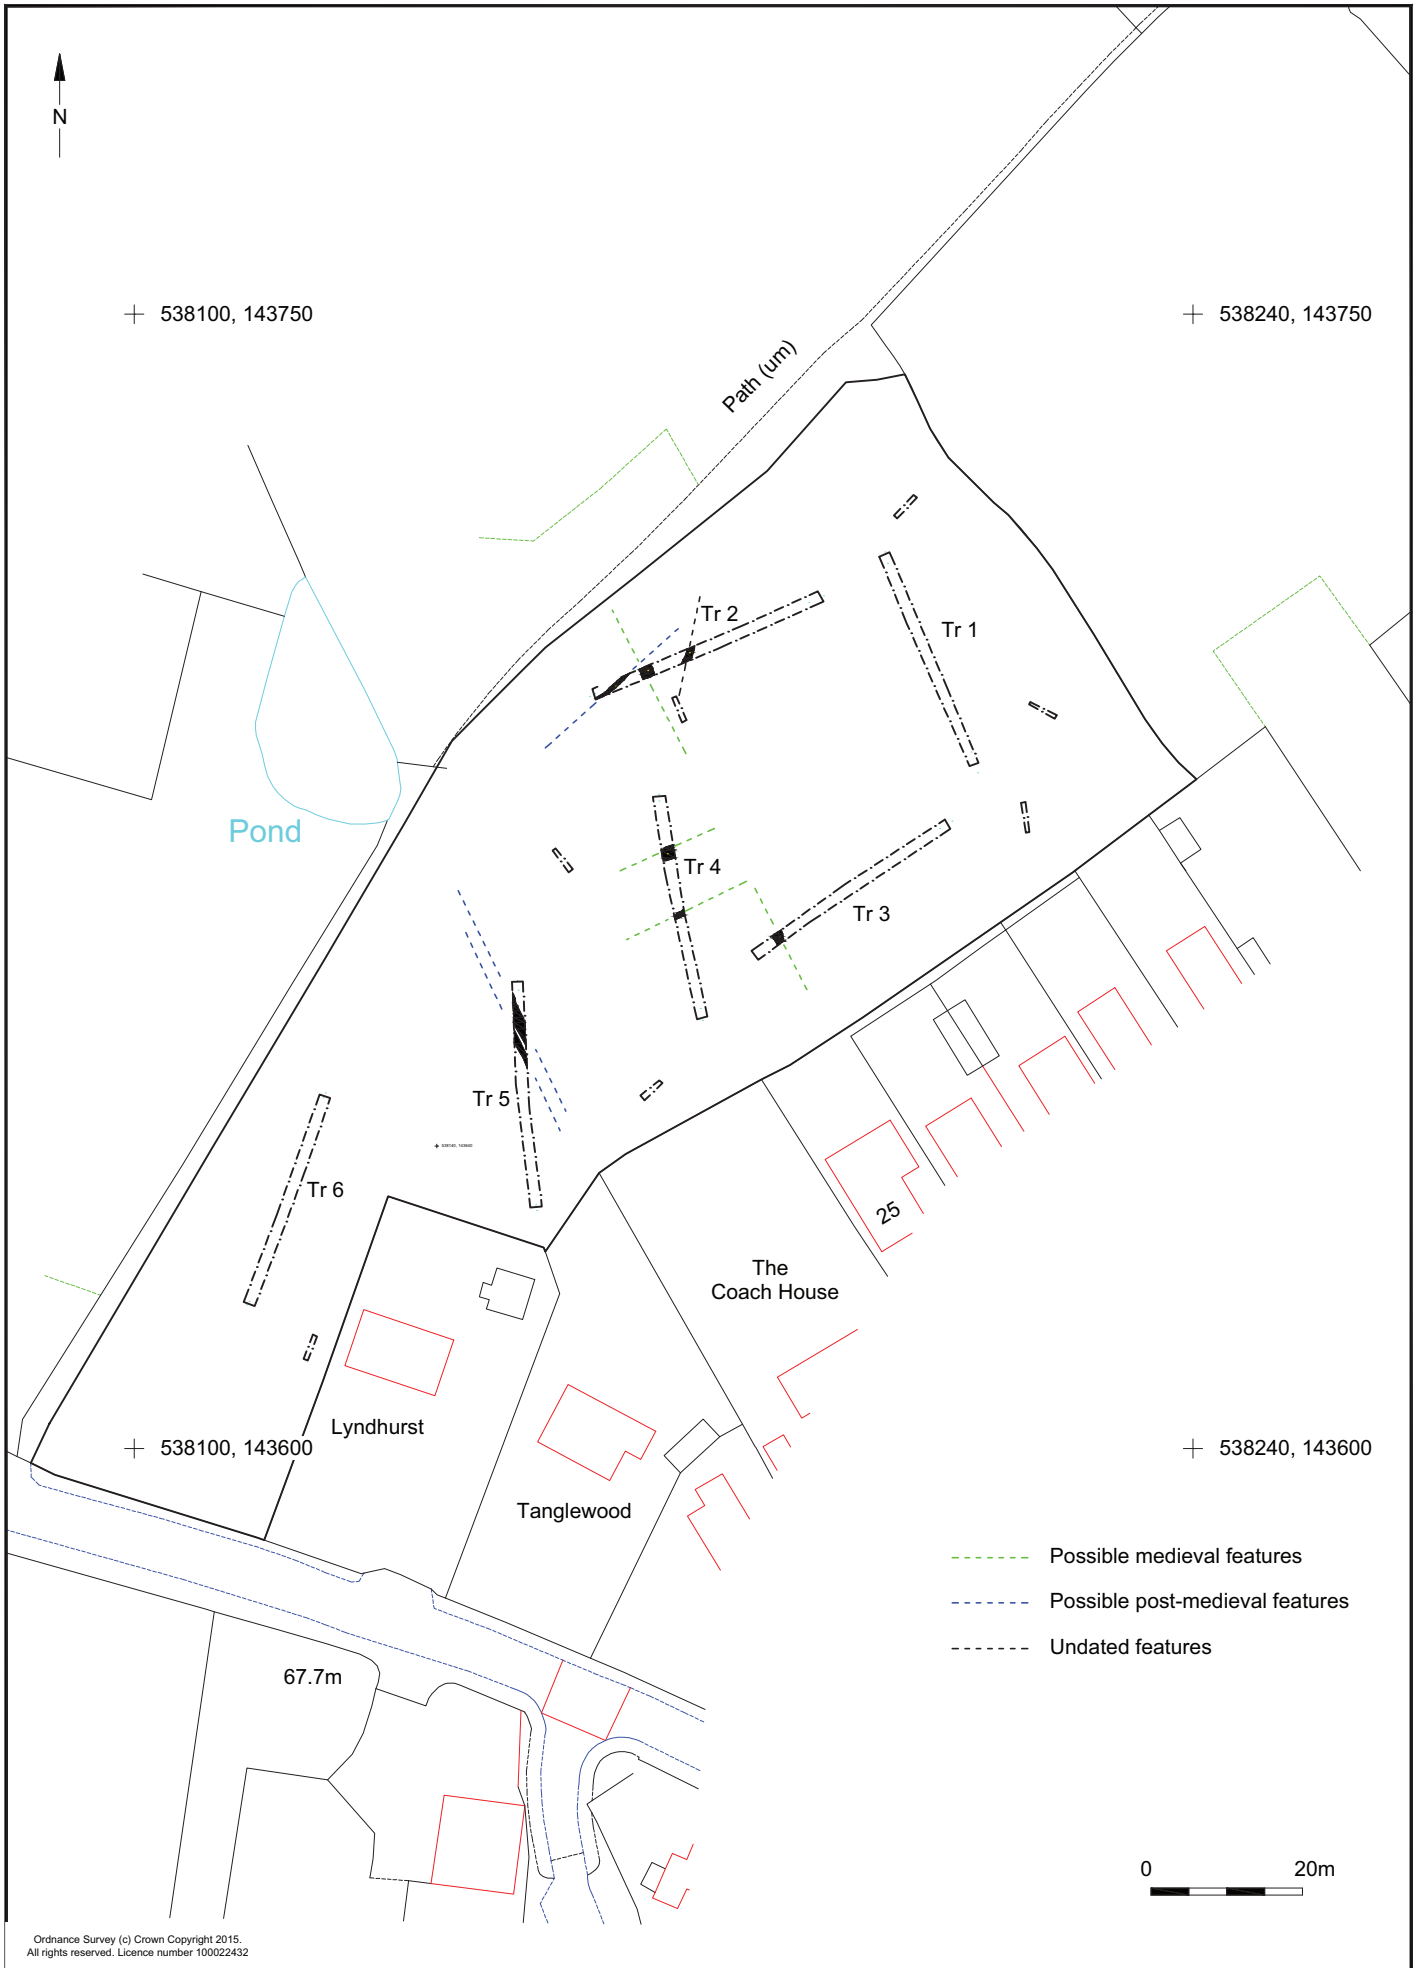 N
538100, 143750
538240, 143750
Path (um)
Tr 2
Tr 1
Pond
Tr 4
Tr 3
Tr 5
Tr 6
25
The
Coach House
Lyndhurst
538100, 143600
538240, 143600
Tanglewood
Possible medieval features
Possible post-medieval features
Undated features
67.7m
0 20m
Ordnance Survey (c) Crown Copyright 2015.
All rights reserved. Licence number 100022432